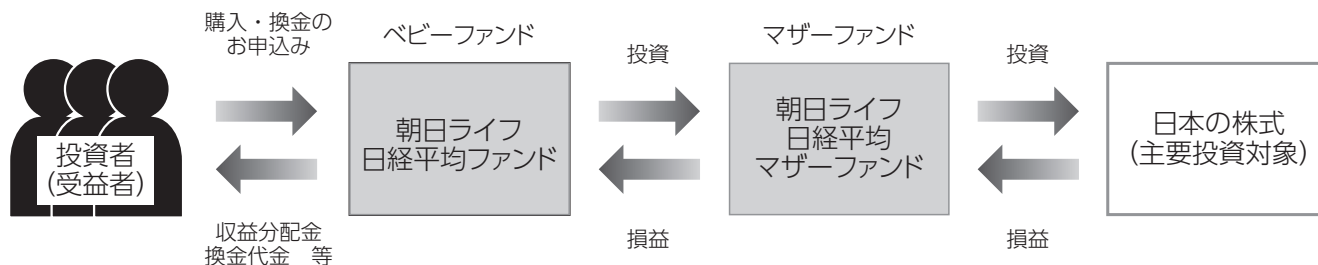 購入・換金の
お申込み
ベビーファンド
投資
マザーファンド
投資
投資者
(受益者)
朝日ライフ
日経平均ファンド
朝日ライフ
日経平均
マザーファンド
日本の株式
(主要投資対象)
収益分配金
換金代金　等
損益
損益